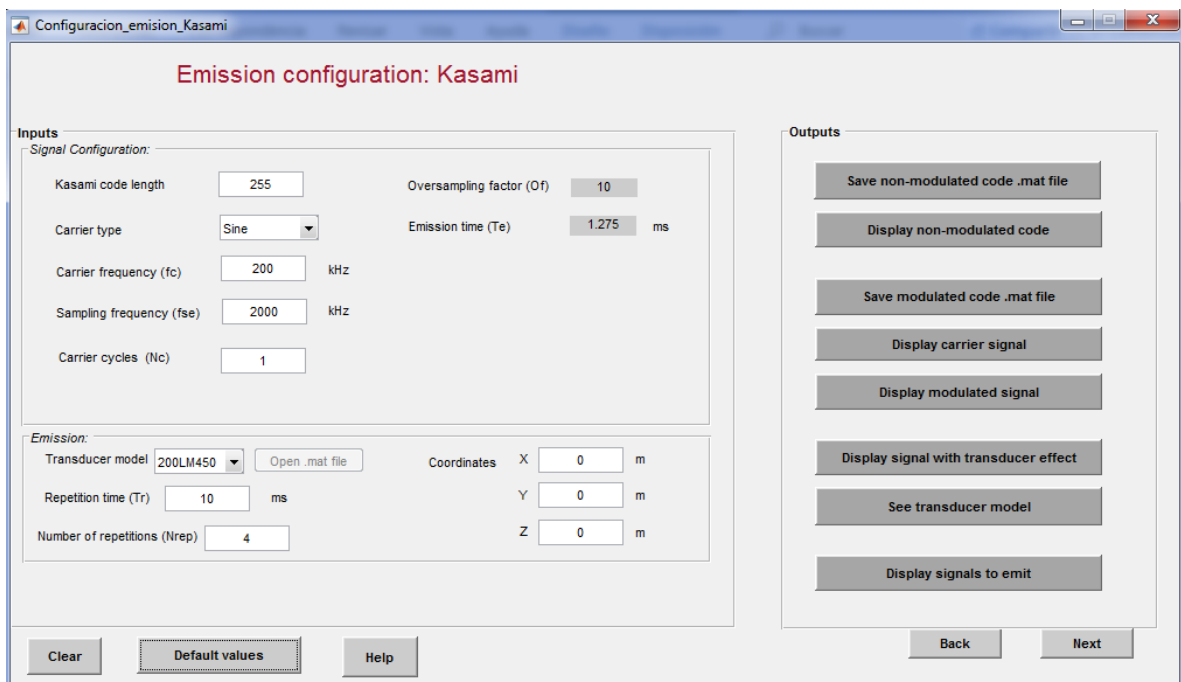 Configuracion_emision_Kasami
Emission configuration: Kasami
Inputs
Signal Configuration:
Kasami code length 255
Oversampling factor (Of) 10
Carrier type Sine
Emission time (Te) 1.275 ms
Carrier frequency (fc) 200 kHz
Sampling frequency (fse) 2000 kHz
Carrier cycles (Nc) 1
Emission:
Transducer model 200LM450 Open .mat file
Coordinates X 0 m
Repetition time (Tr) 10 ms
Y 0 m
Number of repetitions (Nrep) 4
Z 0 m
Clear
Default values
Help
Outputs
Save non-modulated code .mat file
Display non-modulated code
Save modulated code .mat file
Display carrier signal
Display modulated signal
Display signal with transducer effect
See transducer model
Display signals to emit
Back
Next